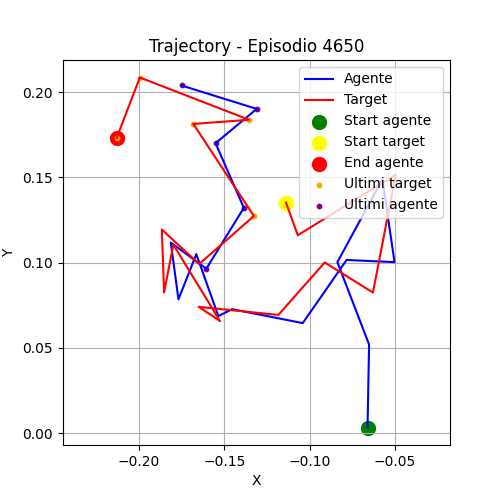 Trajectory - Episodio 4650
Agente
Target
Start agente
Start target
End agente
Ultimi target
Ultimi agente
Y
0.20
0.15
0.10
0.05
0.00
−0.20
−0.15
−0.10
−0.05
X